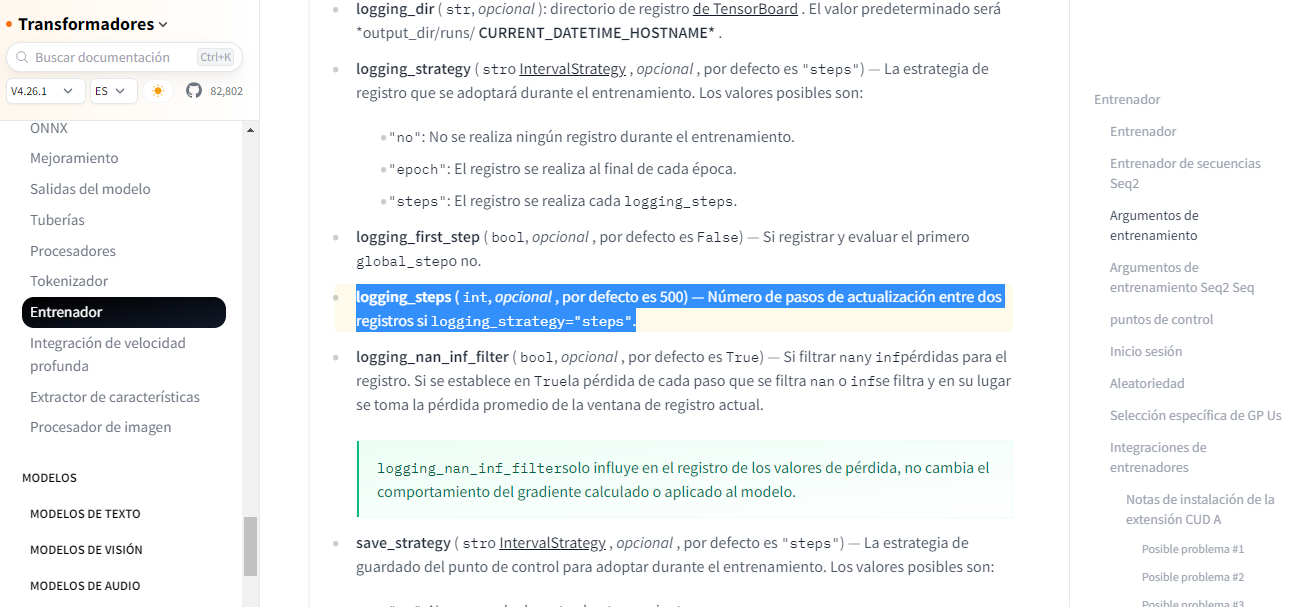 Transformadores
Buscar documentación Ctrl+K
V4.26.1 ES 82,802
ONNX
Mejoramiento
Salidas del modelo
Tuberías
Procesadores
Tokenizador
Entrenador
Integración de velocidad
profunda
Extractor de características
Procesador de imagen
MODELOS
MODELOS DE TEXTO
MODELOS DE VISIÓN
MODELOS DE AUDIO
logging_dir ( str, opcional ): directorio de registro de TensorBoard . El valor predeterminado será
*output_dir/runs/ CURRENT_DATETIME_HOSTNAME* .
logging_strategy ( stro IntervalStrategy , opcional , por defecto es "steps") — La estrategia de
registro que se adoptará durante el entrenamiento. Los valores posibles son:
"no": No se realiza ningún registro durante el entrenamiento.
"epoch": El registro se realiza al final de cada época.
"steps": El registro se realiza cada logging_steps.
logging_first_step ( bool, opcional , por defecto es False) — Si registrar y evaluar el primero
global_stepo no.
logging_steps ( int, opcional , por defecto es 500) — Número de pasos de actualización entre dos
registros si logging_strategy="steps".
logging_nan_inf_filter ( bool, opcional , por defecto es True) — Si filtrar nany infpérdidas para el
registro. Si se establece en Truela pérdida de cada paso que se filtra nan o infse filtra y en su lugar
se toma la pérdida promedio de la ventana de registro actual.
logging_nan_inf_filtersolo influye en el registro de los valores de pérdida, no cambia el
comportamiento del gradiente calculado o aplicado al modelo.
save_strategy ( stro IntervalStrategy , opcional , por defecto es "steps") — La estrategia de
guardado del punto de control para adoptar durante el entrenamiento. Los valores posibles son:
Entrenador
Entrenador
Entrenador de secuencias
Seq2
Argumentos de
entrenamiento
Argumentos de
entrenamiento Seq2 Seq
puntos de control
Inicio sesión
Aleatoriedad
Selección específica de GP Us
Integraciones de
entrenadores
Notas de instalación de la
extensión CUD A
Posible problema #1
Posible problema #2
Posible problema #3